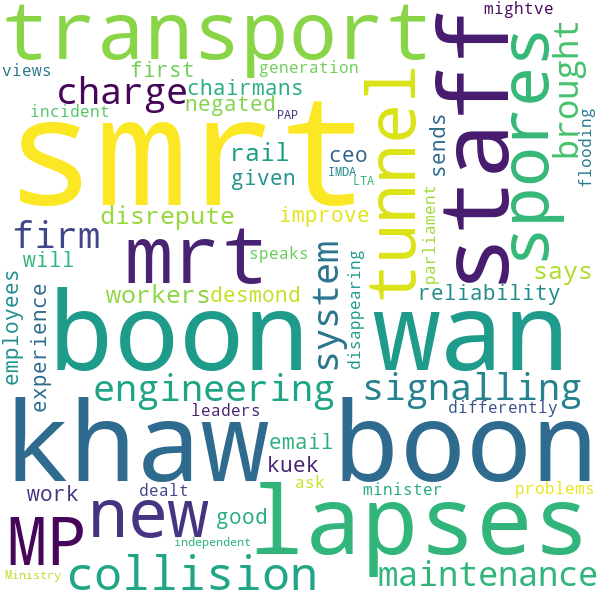 transport
mightve
views
first
generation
charge
chairmans
incident
negated
PAP
smrt
staff
spores
brought
tunnel
sends
flooding
rail
ceo
given
IMDA
LTA
disrepute
improve
parliament
firm
mrt
will
speaks
says
workers
desmond
system
disappearing
reliability
employees
experience
boon
wan
engineering
signalling
khaw
boon
leaders
differently
email
kuek
work
dealt
ask
minister
problems
MP
new
good
lapses
independent
Ministry
collision
maintenance